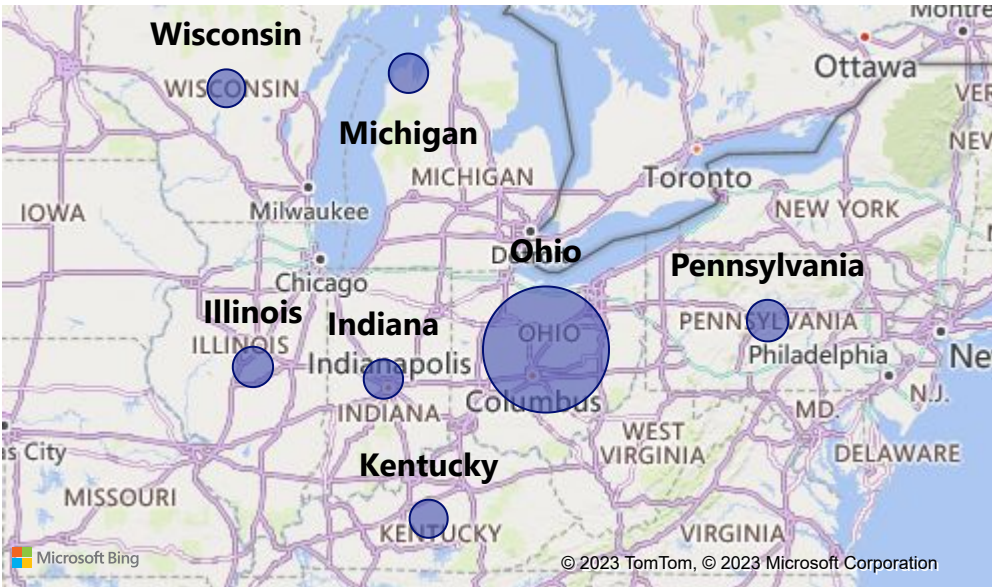 Montre
Wisconsin
Ottawa
WISCONSIN
VER
Michigan
NEW
Toronto
MICHIGAN
IOWA
Milwaukee
NEW YORK
Ohio
Pennsylvania
Chicago
Illinois
Indiana
OHIO
PENNSYLVANIA
ILLINOIS
Indianapolis
Philadelphia
Ne
INDIANA
Columbus
N.J.
MD.
WEST
VIRGINIA
s City
Kentucky
DELAWARE
MISSOURI
KENTUCKY
VIRGINIA
Microsoft Bing
© 2023 TomTom, © 2023 Microsoft Corporation